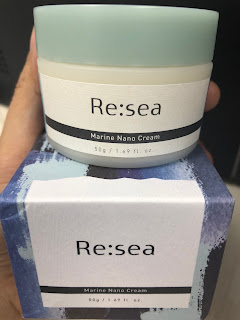 Re:sea
Marine Nano Cream
50g / 1.69 fl. oz.
Re:sea
Marine Nano Cream
50g / 1.69 fl. oz.